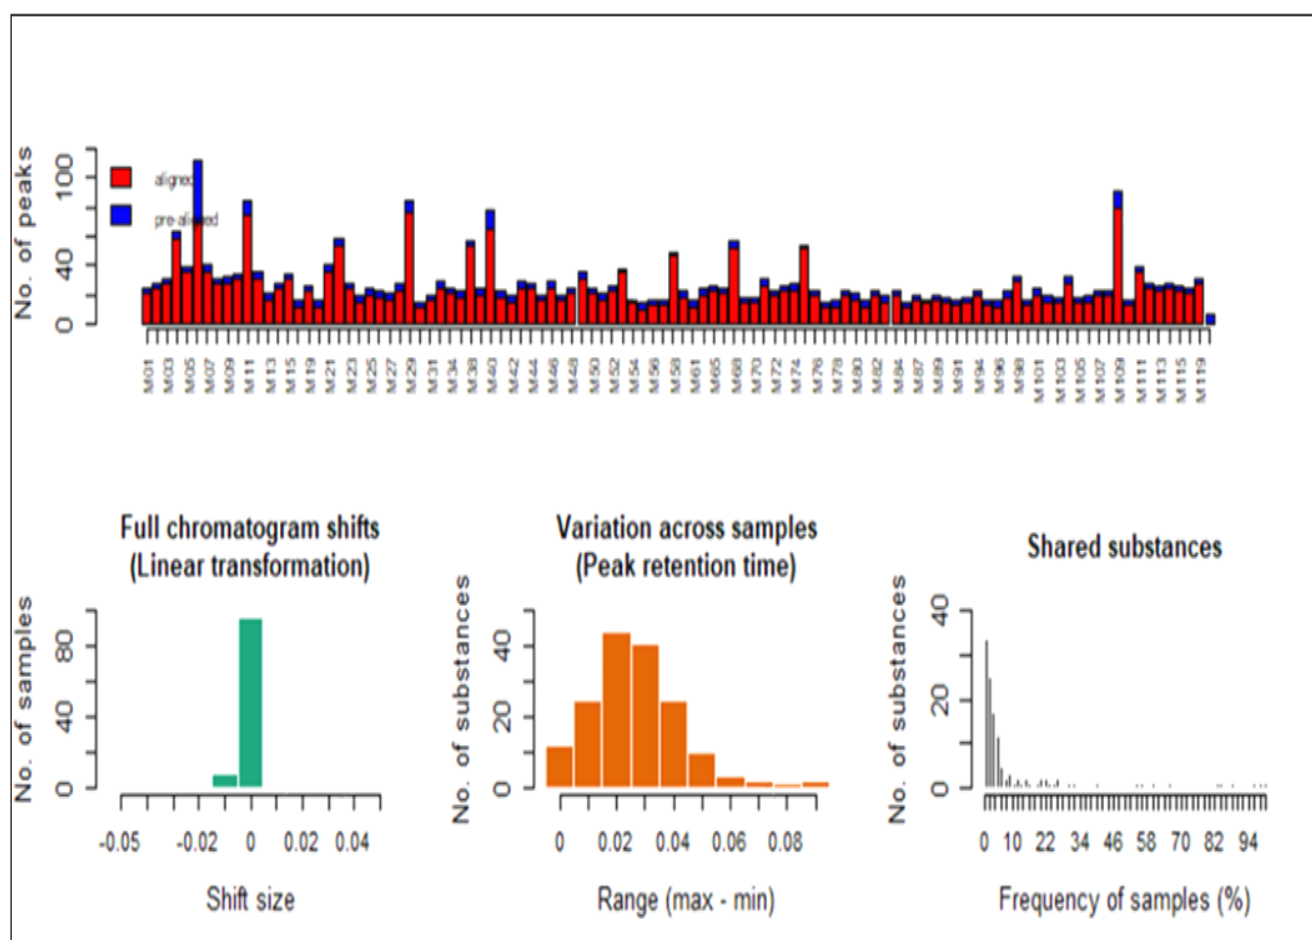 No. of peaks
100
40
0
aligned
pre-aligned
M01 M03 M05 M07 M09 M11 M13 M15 M19 M21 M23 M25 M27 M29 M31 M34 M38 M40 M42 M44 M46 M48 M50 M52 M54 M56 M58 M61 M65 M68 M70 M72 M74 M76 M78 M80 M82 M84 M87 M89 M91 M94 M96 M98 M101 M103 M105 M107 M109 M111 M113 M115 M119
Full chromatogram shifts
(Linear transformation)
No. of samples
80
40
0
-0.05 -0.02 0 0.02 0.04
Shift size
Variation across samples
(Peak retention time)
No. of substances
40
20
0
0 0.02 0.04 0.06 0.08
Range (max - min)
Shared substances
No. of substances
40
20
0
0 10 22 34 46 58 70 82 94
Frequency of samples (%)